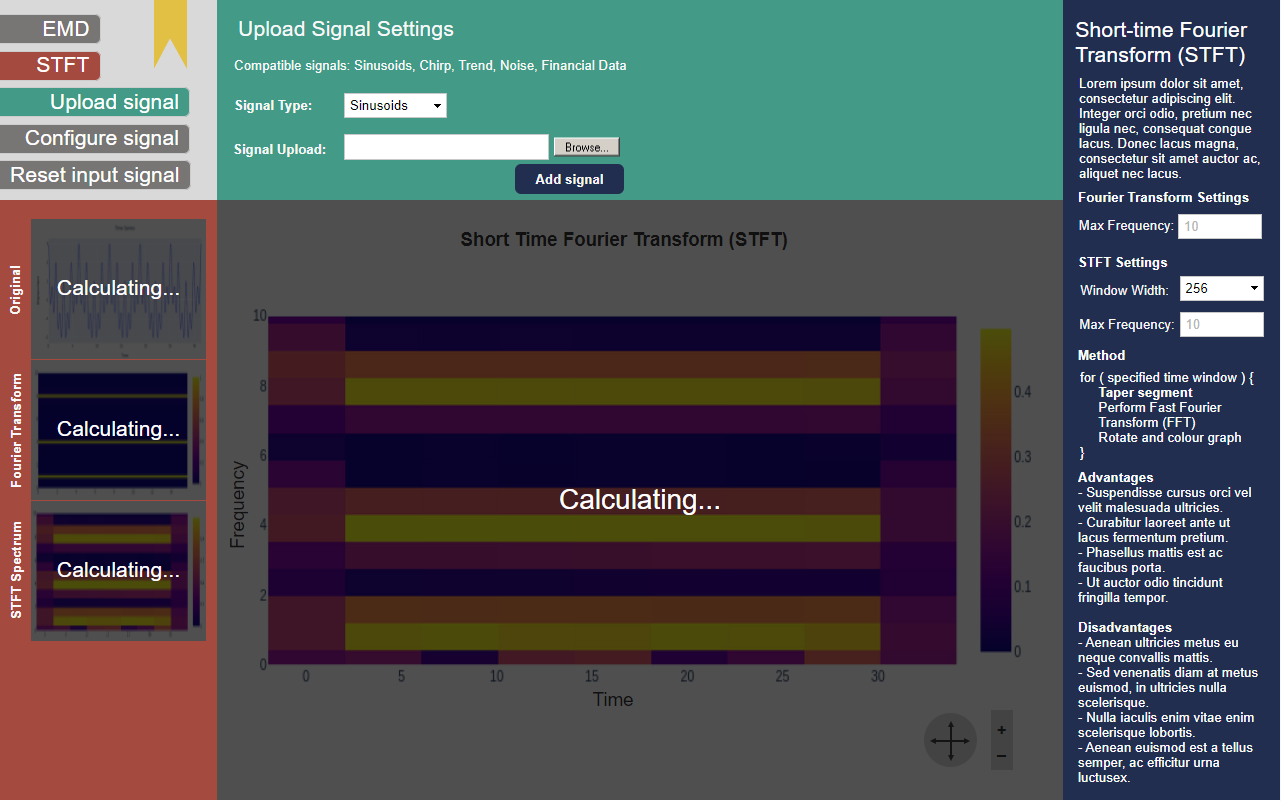 EMD
STFT
Upload signal
Configure signal
Reset input signal
Upload Signal Settings
Compatible signals: Sinusoids, Chirp, Trend, Noise, Financial Data
Signal Type:
Sinusoids
Signal Upload:
Browse...
Add signal
Original
Calculating...
Fourier Transform
Calculating...
STFT Spectrum
Calculating...
Short Time Fourier Transform (STFT)
Frequency
10
8
6
4
2
0
Calculating...
0 5 10 15 20 25 30
Time
0.4
0.3
0.2
0.1
0
+
−
Short-time Fourier
Transform (STFT)
Lorem ipsum dolor sit amet,
consectetur adipiscing elit.
Integer orci odio, pretium nec
ligula nec, consequat congue
lacus. Donec lacus magna,
consectetur sit amet auctor ac,
aliquet nec lacus.
Fourier Transform Settings
Max Frequency: 10
STFT Settings
Window Width: 256
Max Frequency: 10
Method
for ( specified time window ) {
Taper segment
Perform Fast Fourier
Transform (FFT)
Rotate and colour graph
}
Advantages
- Suspendisse cursus orci vel
velit malesuada ultricies.
- Curabitur laoreet ante ut
lacus fermentum pretium.
- Phasellus mattis est ac
faucibus porta.
- Ut auctor odio tincidunt
fringilla tempor.
Disadvantages
- Aenean ultricies metus eu
neque convallis mattis.
- Sed venenatis diam at metus
euismod, in ultricies nulla
scelerisque.
- Nulla iaculis enim vitae enim
scelerisque lobortis.
- Aenean euismod est a tellus
semper, ac efficitur urna
luctusex.